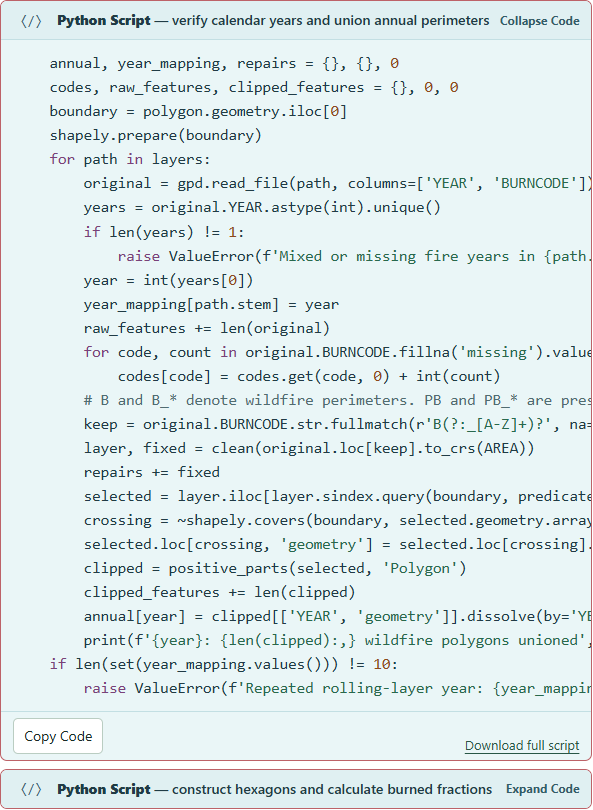 </> Python Script — verify calendar years and union annual perimeters Collapse Code
annual, year_mapping, repairs = {}, {}, 0
codes, raw_features, clipped_features = {}, 0, 0
boundary = polygon.geometry.iloc[0]
shapely.prepare(boundary)
for path in layers:
    original = gpd.read_file(path, columns=['YEAR', 'BURNCODE'])
    years = original.YEAR.astype(int).unique()
    if len(years) != 1:
        raise ValueError(f'Mixed or missing fire years in {path.
    year = int(years[0])
    year_mapping[path.stem] = year
    raw_features += len(original)
    for code, count in original.BURNCODE.fillna('missing').value
        codes[code] = codes.get(code, 0) + int(count)
    # B and B_* denote wildfire perimeters. PB and PB_* are pres
    keep = original.BURNCODE.str.fullmatch(r'B(?:_[A-Z]+)?', na=
    layer, fixed = clean(original.loc[keep].to_crs(AREA))
    repairs += fixed
    selected = layer.iloc[layer.sindex.query(boundary, predicate
    crossing = ~shapely.covers(boundary, selected.geometry.array
    selected.loc[crossing, 'geometry'] = selected.loc[crossing].
    clipped = positive_parts(selected, 'Polygon')
    clipped_features += len(clipped)
    annual[year] = clipped[['YEAR', 'geometry']].dissolve(by='YE
    print(f'{year}: {len(clipped):,} wildfire polygons unioned',
if len(set(year_mapping.values())) != 10:
    raise ValueError(f'Repeated rolling-layer year: {year_mappin
Copy Code
Download full script
</> Python Script — construct hexagons and calculate burned fractions Expand Code